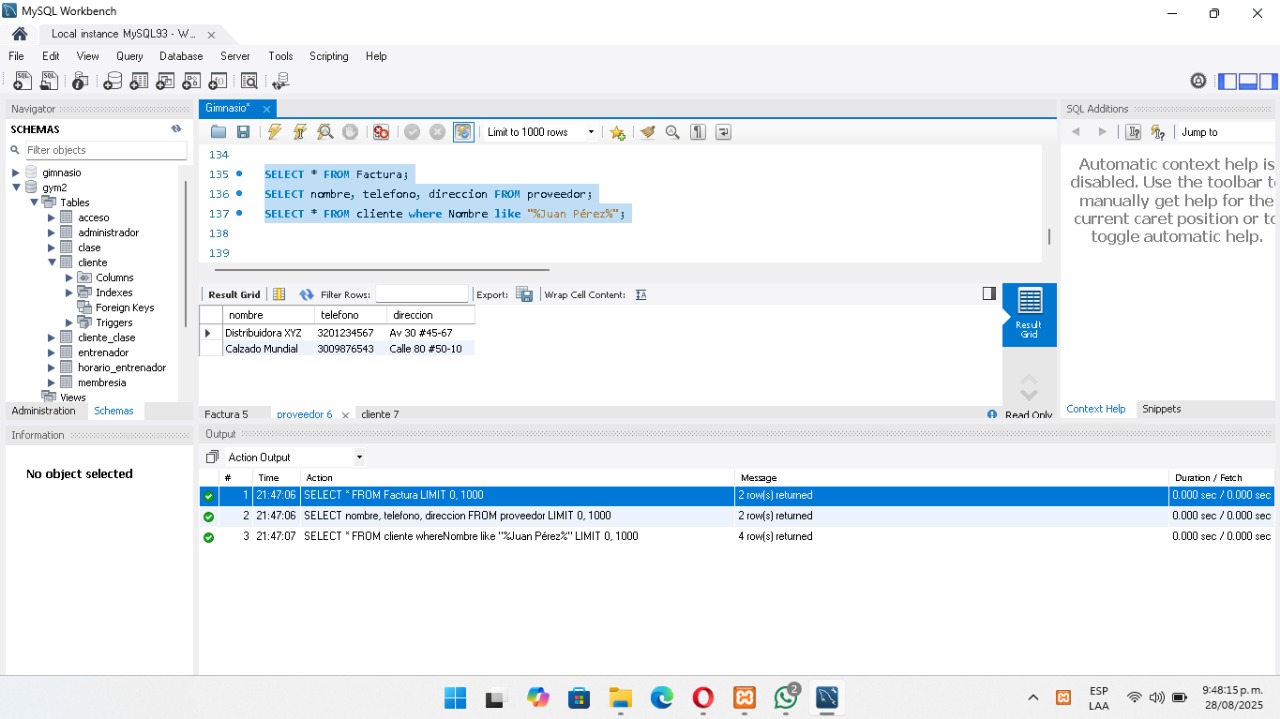 MySQL Workbench
Local instance MySQL93 - W...
File Edit View Query Database Server Tools Scripting Help
Navigator
SCHEMAS
Filter objects
gimnasio
gym2
Tables
acceso
administrador
clase
cliente
Columns
Indexes
Foreign Keys
Triggers
cliente_clase
entrenador
horario_entrenador
membresia
Views
Administration Schemas
Information
No object selected
Gimnasio*
Limit to 1000 rows
134
135 SELECT * FROM Factura;
136 SELECT nombre, telefono, direccion FROM proveedor;
137 SELECT * FROM cliente where Nombre like "%Juan Pérez%";
138
139
Result Grid Filter Rows: Export: Wrap Cell Content:
nombre telefono direccion
Distribuidora XYZ 3201234567 Av 30 #45-67
Calzado Mundial 3009876543 Calle 80 #50-10
Result
Grid
Factura 5 proveedor 6 cliente 7 Read Only
SQL Additions
Jump to
Automatic context help is
disabled. Use the toolbar t
manually get help for the
current caret position or to
toggle automatic help.
Context Help Snippets
Output
Action Output
# Time Action Message Duration / Fetch
1 21:47:06 SELECT * FROM Factura LIMIT 0, 1000 2 row(s) returned 0.000 sec / 0.000 sec
2 21:47:06 SELECT nombre, telefono, direccion FROM proveedor LIMIT 0, 1000 2 row(s) returned 0.000 sec / 0.000 sec
3 21:47:07 SELECT * FROM cliente whereNombre like "%Juan Pérez%" LIMIT 0, 1000 4 row(s) returned 0.000 sec / 0.000 sec
2
ESP
LAA
9:48:15 p. m.
28/08/2025